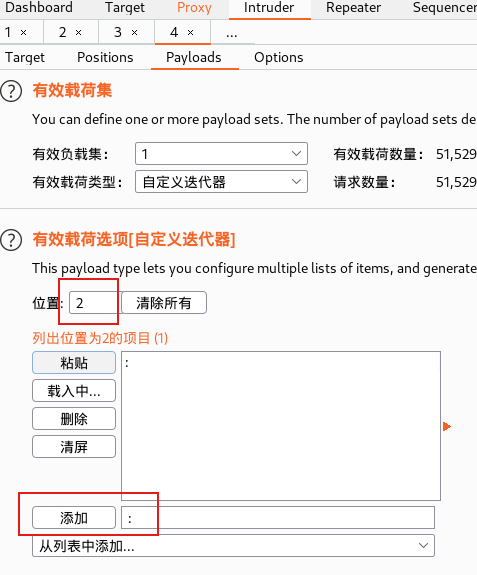 Dashboard Target Proxy Intruder Repeater Sequencer
1 × 2 × 3 × 4 × ...
Target Positions Payloads Options
? 有效载荷集
You can define one or more payload sets. The number of payload sets de
有效负载集： 1 有效载荷数量： 51,529
有效载荷类型： 自定义迭代器 请求数量： 51,529
? 有效载荷选项[自定义迭代器]
This payload type lets you configure multiple lists of items, and generate
位置: 2 清除所有
列出位置为2的项目 (1)
粘贴 :
载入中...
删除
清屏
添加 :
从列表中添加...